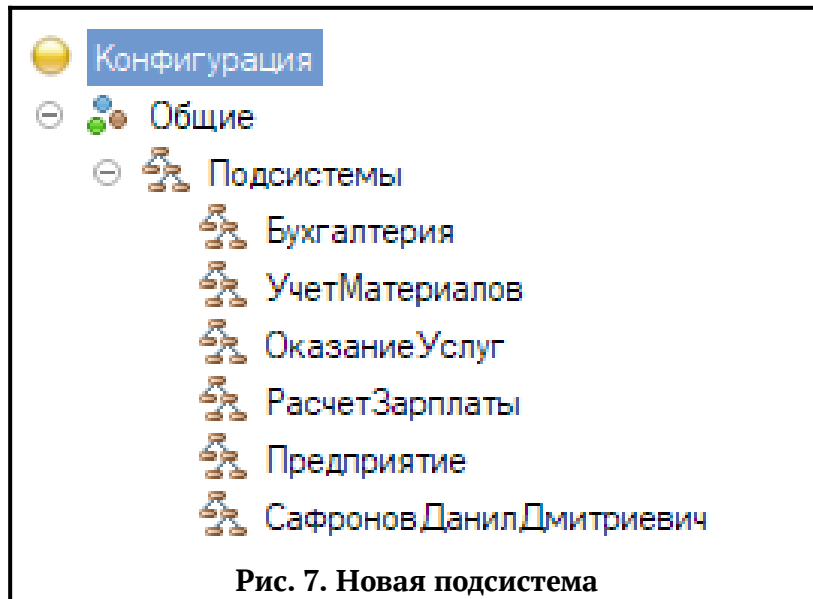 Конфигурация
Общие
Подсистемы
Бухгалтерия
УчетМатериалов
ОказаниеУслуг
РасчетЗарплаты
Предприятие
СафроновДанилДмитриевич
Рис. 7. Новая подсистема